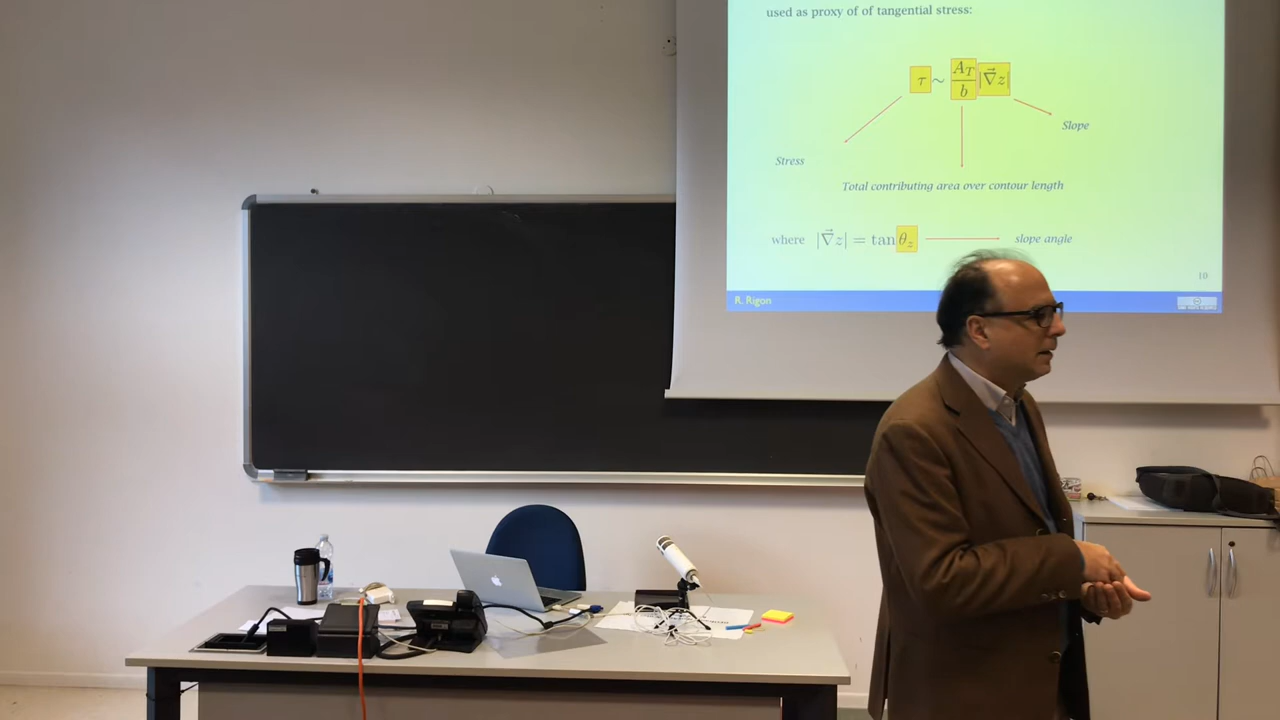 used as proxy of of tangential stress:
τ ~ A_T / b |∇⃗z|
Slope
Stress
Total contributing area over contour length
where |∇⃗z| = tan θ_z slope angle
10
R. Rigon